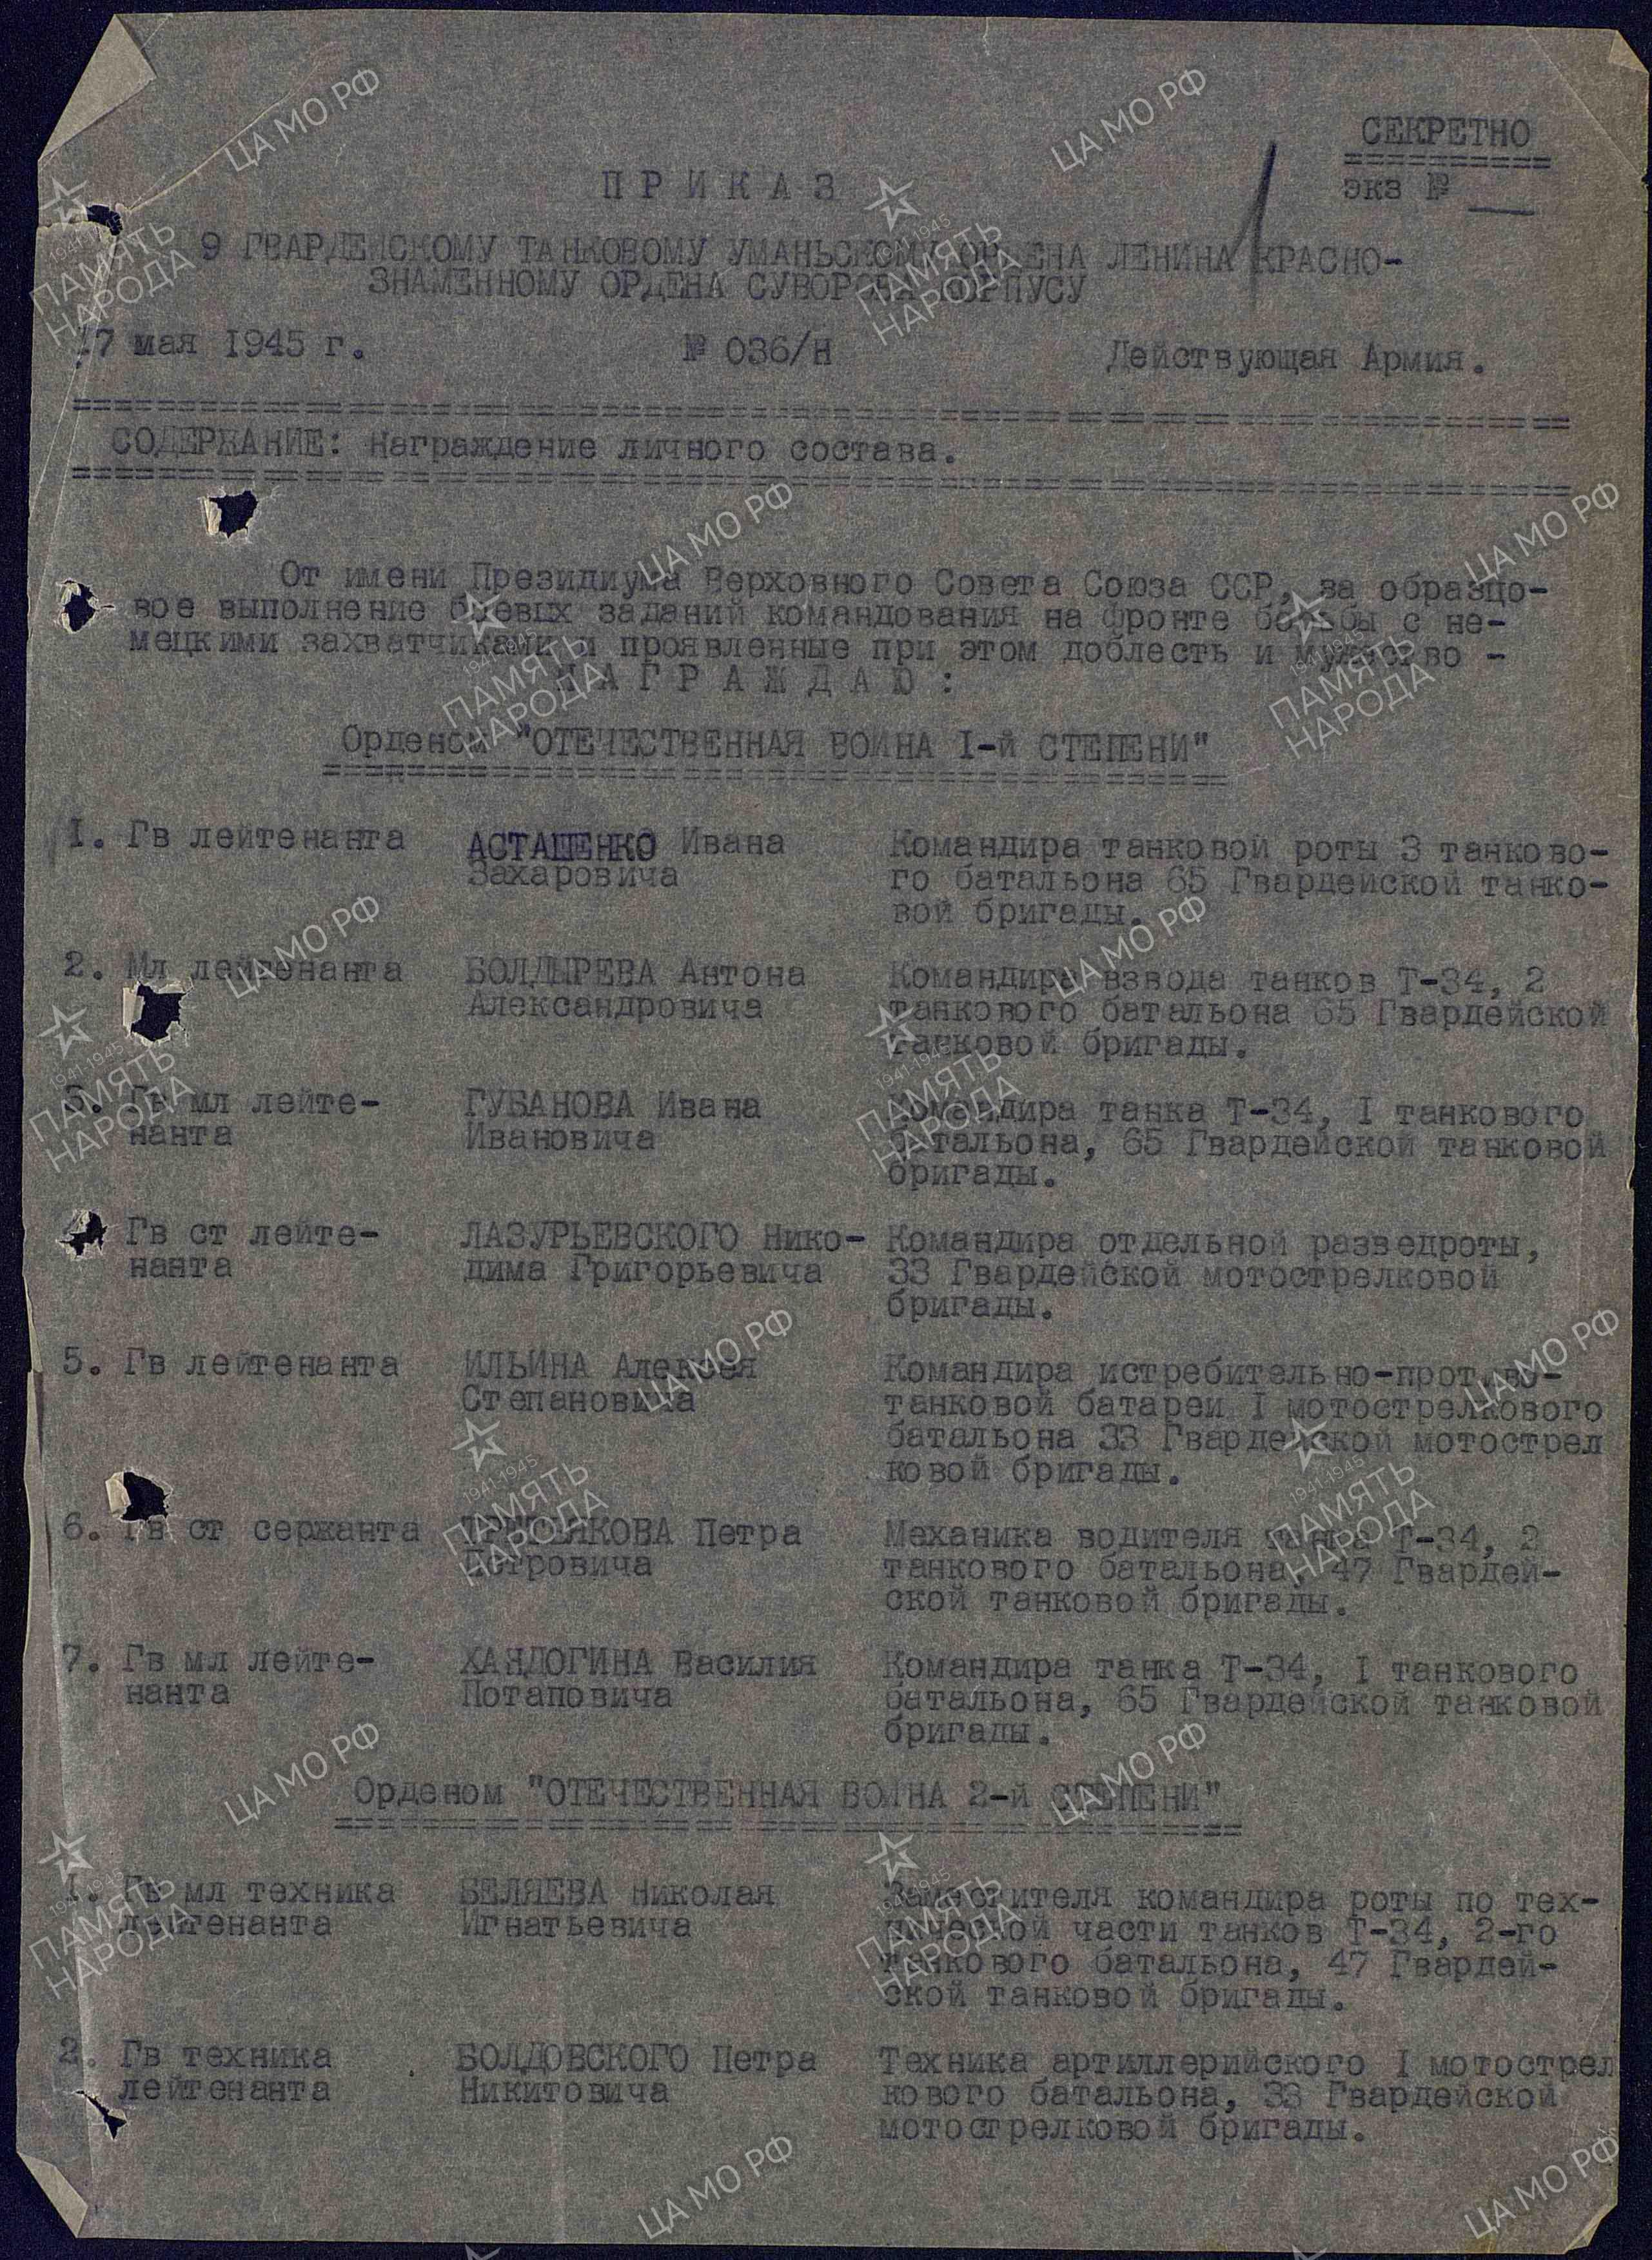 СЕКРЕТНО
экз №
ПРИКАЗ
9 ГВАРДЕЙСКОМУ ТАНКОВОМУ УМАНЬСКОМУ ОРДЕНА ЛЕНИНА КРАСНО-
ЗНАМЕННОМУ ОРДЕНА СУВОРОВА КОРПУСУ
17 мая 1945 г. № 036/Н Действующая Армия.
СОДЕРЖАНИЕ: Награждение личного состава.
От имени Президиума Верховного Совета Союза ССР, за образцо-
вое выполнение боевых заданий командования на фронте борьбы с не-
мецкими захватчиками и проявленные при этом доблесть и мужество -
НАГРАЖДАЮ:
Орденом "ОТЕЧЕСТВЕННАЯ ВОЙНА I-й СТЕПЕНИ"
1. Гв лейтенанта АСТАШЕНКО Ивана Командира танковой роты 3 танково-
Захаровича го батальона 65 Гвардейской танко-
вой бригады.
2. Мл лейтенанта БОЛДЫРЕВА Антона Командира взвода танков Т-34, 2
Александровича танкового батальона 65 Гвардейской
танковой бригады.
3. Гв мл лейте- ГУБАНОВА Ивана Командира танка Т-34, I танкового
нанта Ивановича батальона, 65 Гвардейской танковой
бригады.
Гв ст лейте- ЛАЗУРЬЕВСКОГО Нико- Командира отдельной разведроты,
нанта дима Григорьевича 33 Гвардейской мотострелковой
бригады.
5. Гв лейтенанта ИЛЬИНА Алексея Командира истребительно-противо-
Степановича танковой батареи I мотострелкового
батальона 33 Гвардейской мотострел
ковой бригады.
6. Гв ст сержанта Петра Механика водителя танка Т-34, 2
Петровича танкового батальона, 47 Гвардей-
ской танковой бригады.
7. Гв мл лейте- ХАНДОГИНА Василия Командира танка Т-34, I танкового
нанта Потаповича батальона, 65 Гвардейской танковой
бригады.
Орденом "ОТЕЧЕСТВЕННАЯ ВОЙНА 2-й СТЕПЕНИ"
1. Гв мл техника БЕЛЯЕВА Николая Заместителя командира роты по тех-
лейтенанта Игнатьевича нической части танков Т-34, 2-го
танкового батальона, 47 Гвардей-
ской танковой бригады.
2. Гв техника БОЛДОВСКОГО Петра Техника артиллерийского I мотострел
лейтенанта Никитовича кового батальона, 33 Гвардейской
мотострелковой бригады.